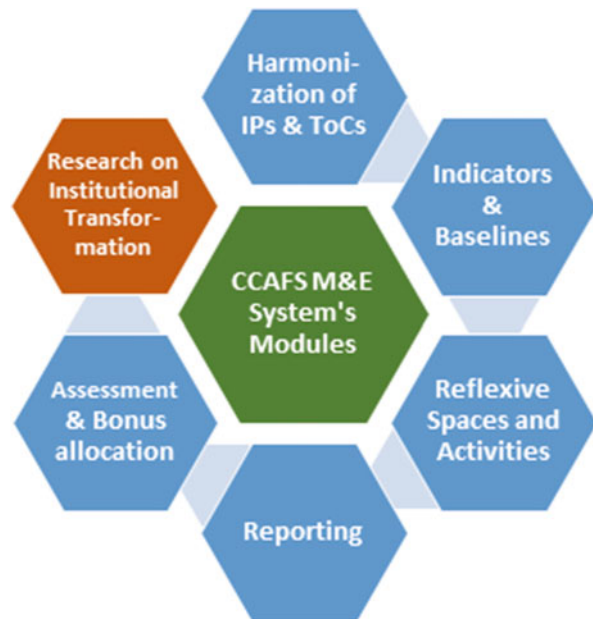 Harmoni-
zation of
IPs & ToCs
Indicators
&
Baselines
Reflexive
Spaces and
Activities
Reporting
Assessment
& Bonus
allocation
Research on
Institutional
Transfor-
mation
CCAFS M&E
System's
Modules